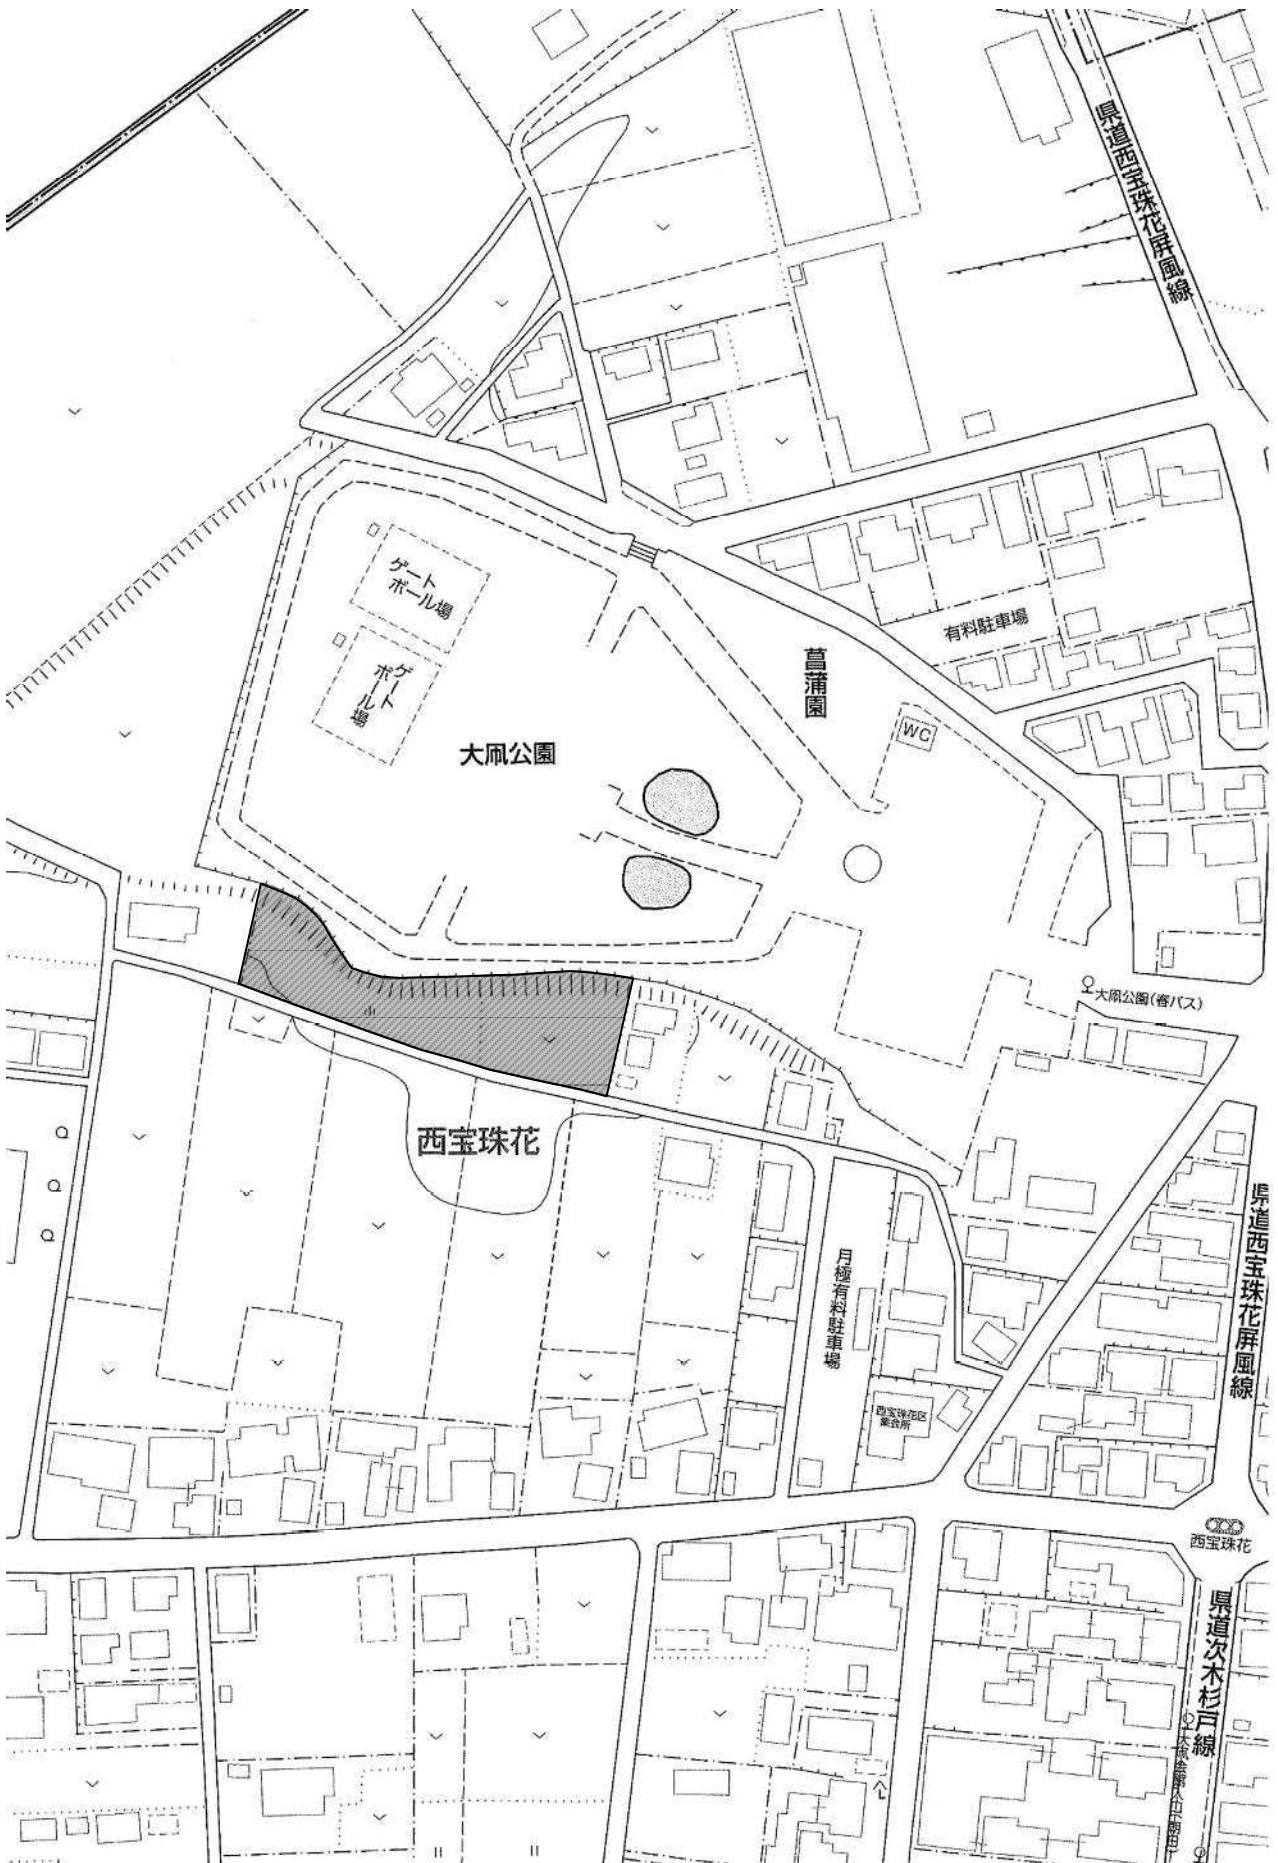 県道西宝珠花屏風線
ゲート
ボール場
有料駐車場
菖蒲園
ゲート
ボール場
WC
大凧公園
大凧公園(春バス)
西宝珠花
県道西宝珠花屏風線
月極有料駐車場
西宝珠花区
集会所
西宝珠花
県道次木杉戸線